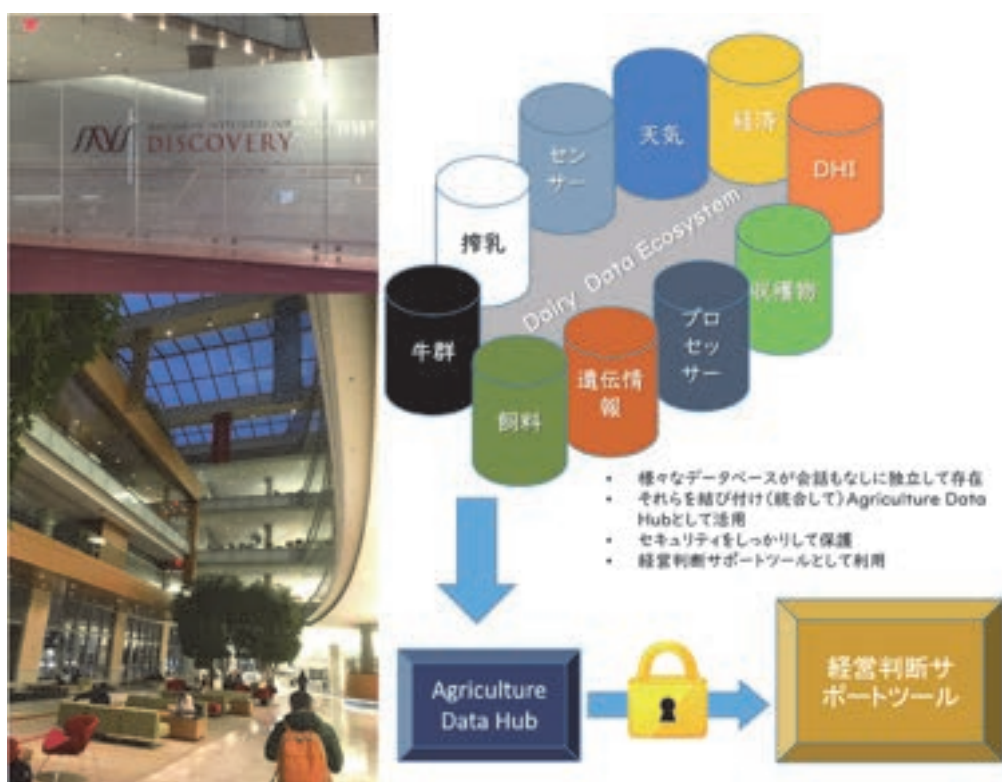 DISCOVERY
天気
経済
セン
サー
DHI
搾乳
Dairy Data Ecosystem
収穫物
牛群
プロ
セッ
サー
遺伝情
報
飼料
• 様々なデータベースが会話もなしに独立して存在
• それらを結び付け(統合して)Agriculture Data
Hubとして活用
• セキュリティをしっかりして保護
• 経営判断サポートツールとして利用
Agriculture
Data Hub
経営判断サ
ポートツール